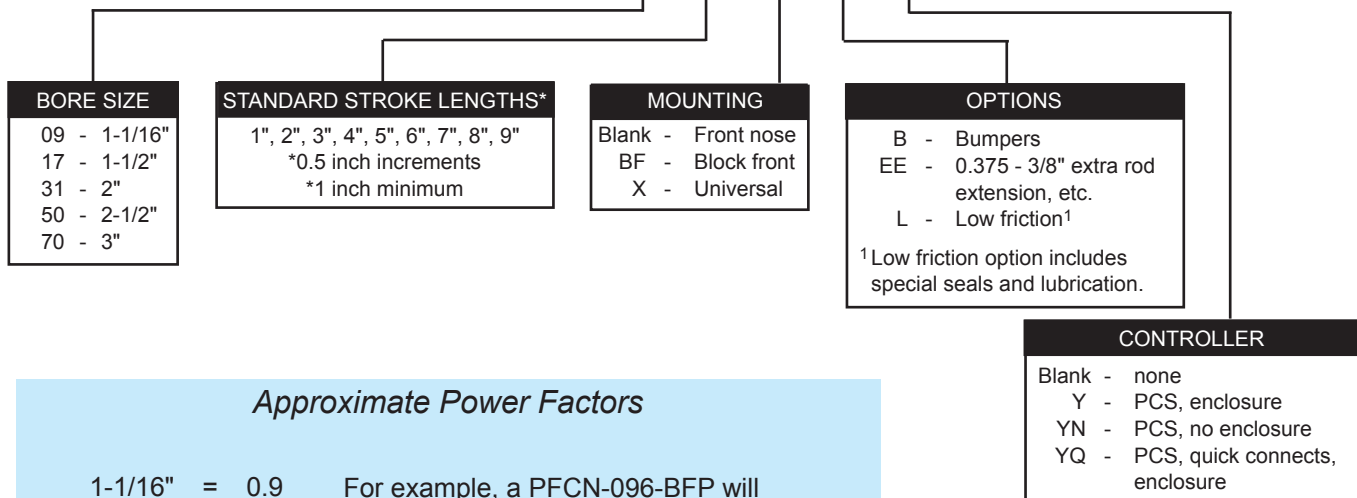 BORE SIZE
09 - 1-1/16"
17 - 1-1/2"
31 - 2"
50 - 2-1/2"
70 - 3"
STANDARD STROKE LENGTHS*
1", 2", 3", 4", 5", 6", 7", 8", 9"
*0.5 inch increments
*1 inch minimum
MOUNTING
Blank - Front nose
BF - Block front
X - Universal
OPTIONS
B - Bumpers
EE - 0.375 - 3/8" extra rod
extension, etc.
L - Low friction¹
¹ Low friction option includes
special seals and lubrication.
CONTROLLER
Blank - none
Y - PCS, enclosure
YN - PCS, no enclosure
YQ - PCS, quick connects,
enclosure
Approximate Power Factors
1-1/16" = 0.9 For example, a PFCN-096-BFP will